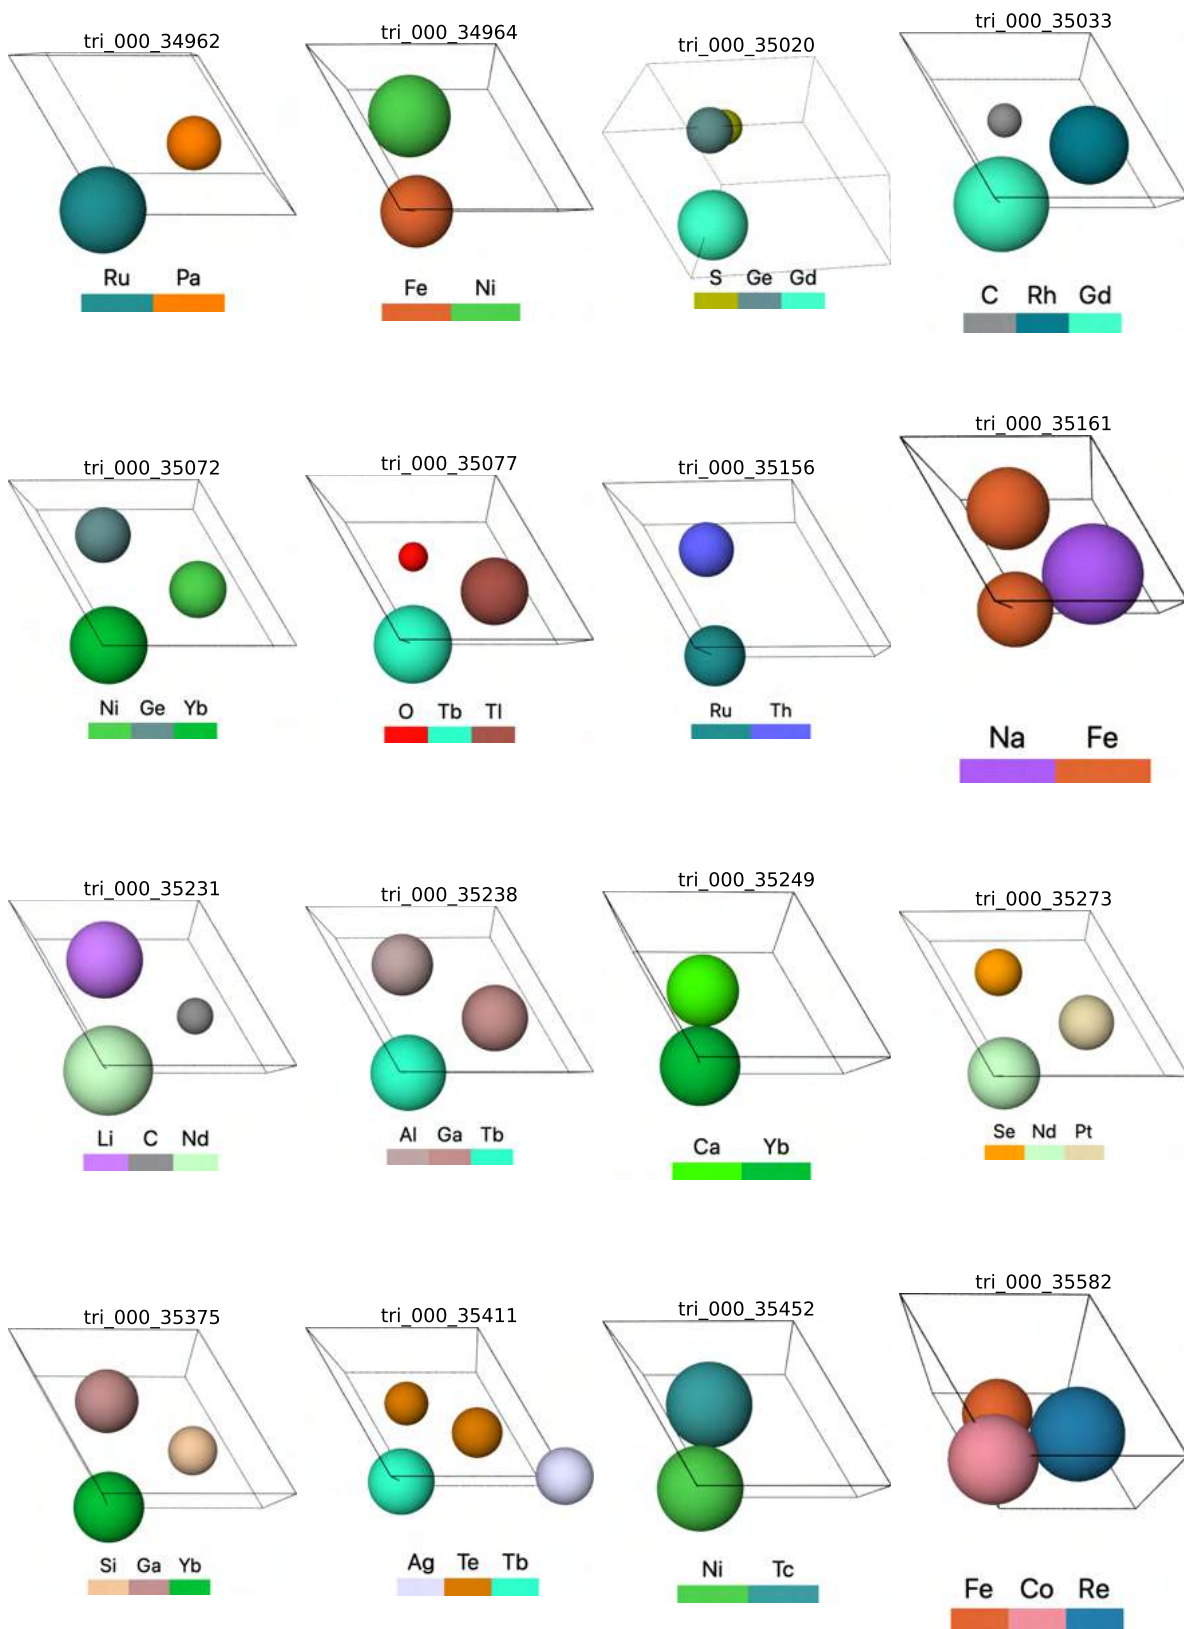 tri_000_34962
tri_000_34964
tri_000_35020
tri_000_35033
Ru Pa
Fe Ni
S Ge Gd
C Rh Gd
tri_000_35072
tri_000_35077
tri_000_35156
tri_000_35161
Ni Ge Yb
O Tb Tl
Ru Th
Na Fe
tri_000_35231
tri_000_35238
tri_000_35249
tri_000_35273
Li C Nd
Al Ga Tb
Ca Yb
Se Nd Pt
tri_000_35375
tri_000_35411
tri_000_35452
tri_000_35582
Si Ga Yb
Ag Te Tb
Ni Tc
Fe Co Re